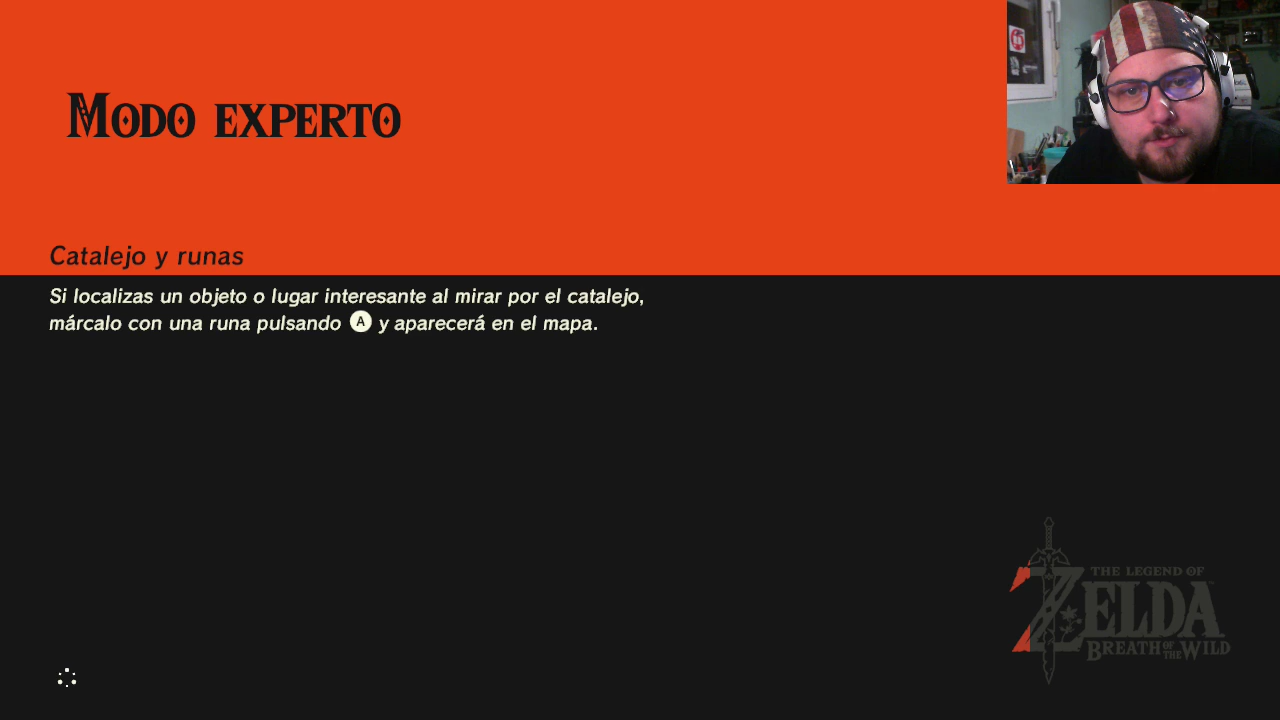 Modo experto
Catalejo y runas
Si localizas un objeto o lugar interesante al mirar por el catalejo,
márcalo con una runa pulsando A y aparecerá en el mapa.
THE LEGEND OF
ZELDA
BREATH OF THE WILD